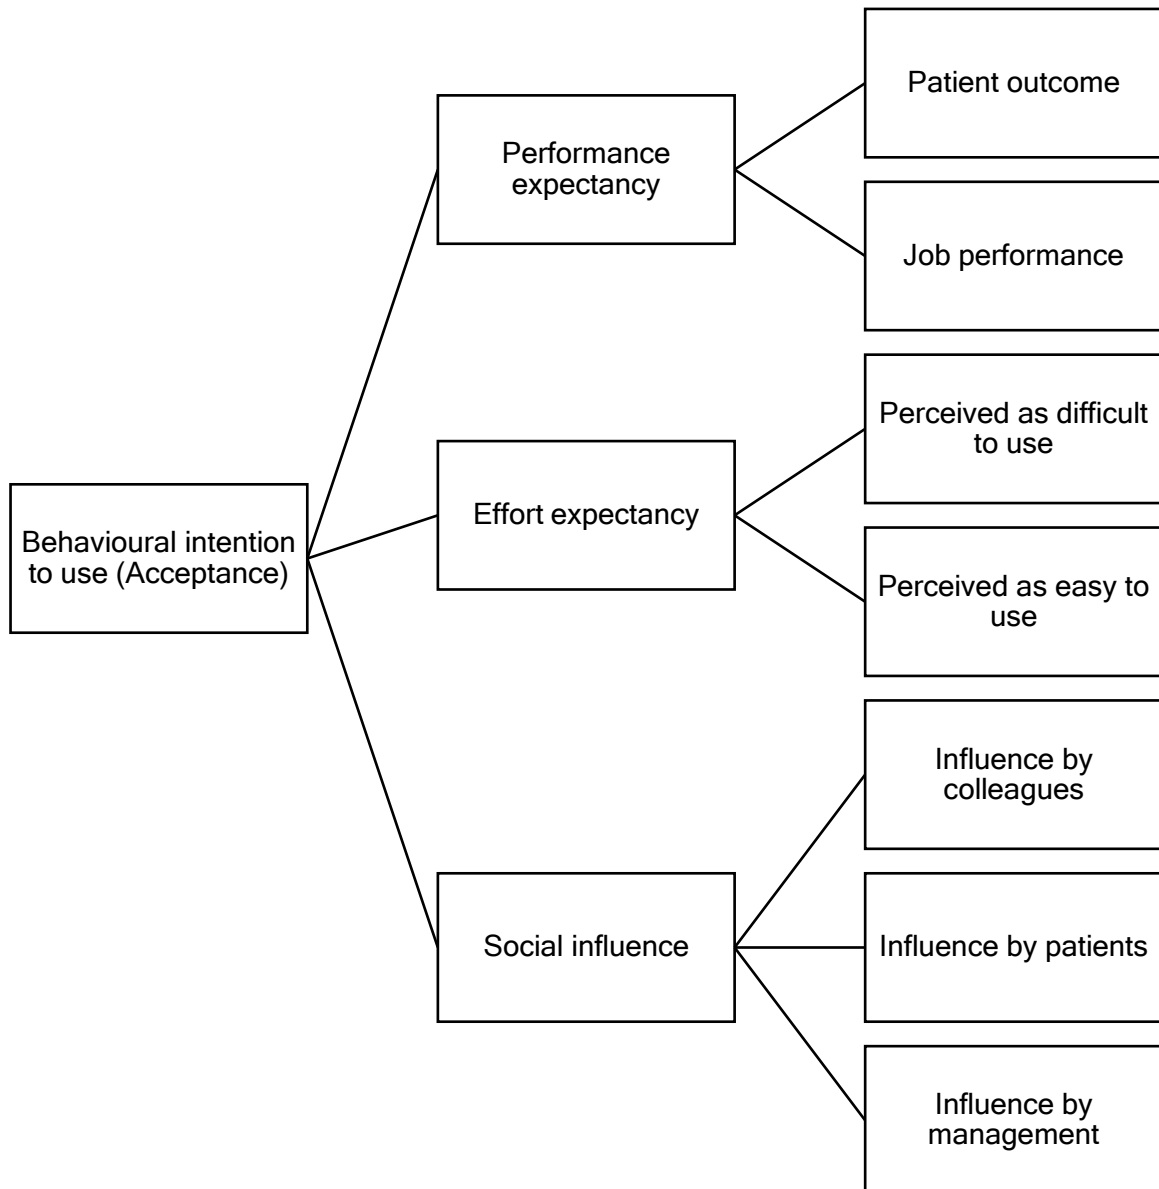 Behavioural intention
to use (Acceptance)
Performance
expectancy
Patient outcome
Job performance
Effort expectancy
Perceived as difficult
to use
Perceived as easy to
use
Social influence
Influence by
colleagues
Influence by patients
Influence by
management